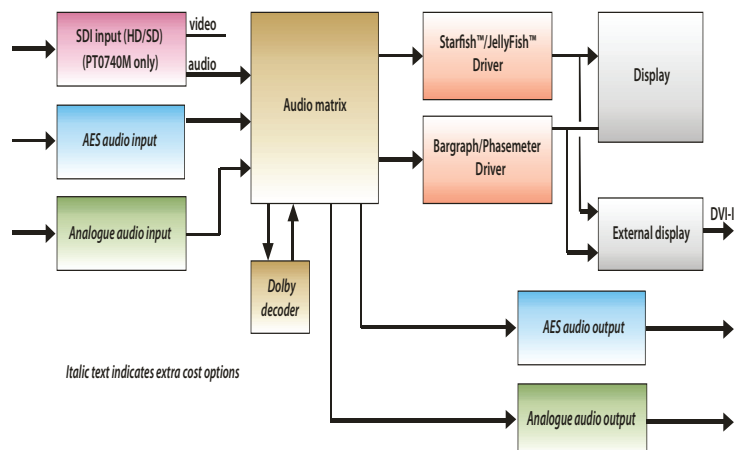 SDI input (HD/SD)
(PT0740M only)
video
audio
AES audio input
Analogue audio input
Audio matrix
Dolby
decoder
Starfish™/JellyFish™
Driver
Bargraph/Phasemeter
Driver
Display
External display
DVI-I
AES audio output
Analogue audio output
Italic text indicates extra cost options